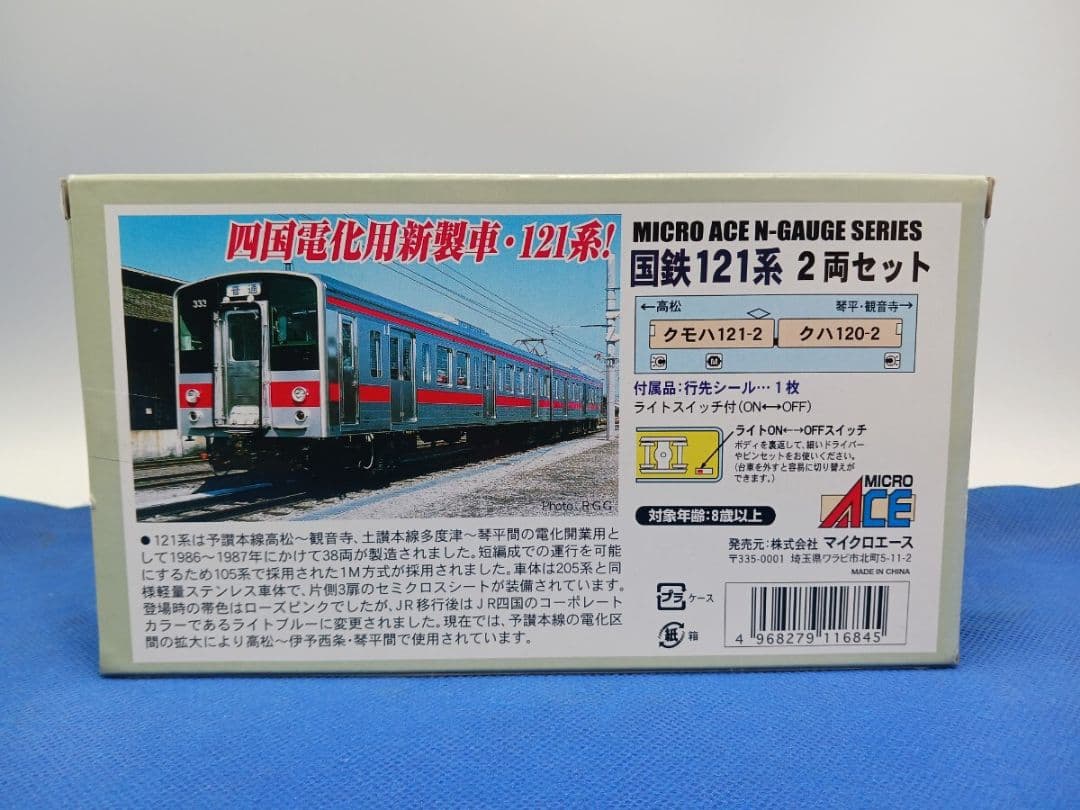 四国電化用新製車・121系!
普通
333
Photo: RGG
●121系は予讃本線高松~観音寺、土讃本線多度津~琴平間の電化開業用と
して1986~1987年にかけて38両が製造されました。短編成での運行を可能
にするため105系で採用された1M方式が採用されました。車体は205系と同
様軽量ステンレス車体で、片側3扉のセミクロスシートが装備されています。
登場時の帯色はローズピンクでしたが、JR移行後はJR四国のコーポレート
カラーであるライトブルーに変更されました。現在では、予讃本線の電化区
間の拡大により高松~伊予西条・琴平間で使用されています。
MICRO ACE N-GAUGE SERIES
国鉄121系 2両セット
←高松 琴平・観音寺→
クモハ121-2 クハ120-2
M
付属品:行先シール…1枚
ライトスイッチ付(ON←→OFF)
ライトON←→OFFスイッチ
ボディを裏返して、細いドライバー
やピンセットをお使いください。
(台車を外すと容易に切り替えが
できます。)
MICRO
ACE
対象年齢:8歳以上
発売元:株式会社 マイクロエース
〒335-0001 埼玉県ワラビ市北町5-11-2
MADE IN CHINA
プラ ケース
紙 箱
4 968279 116845